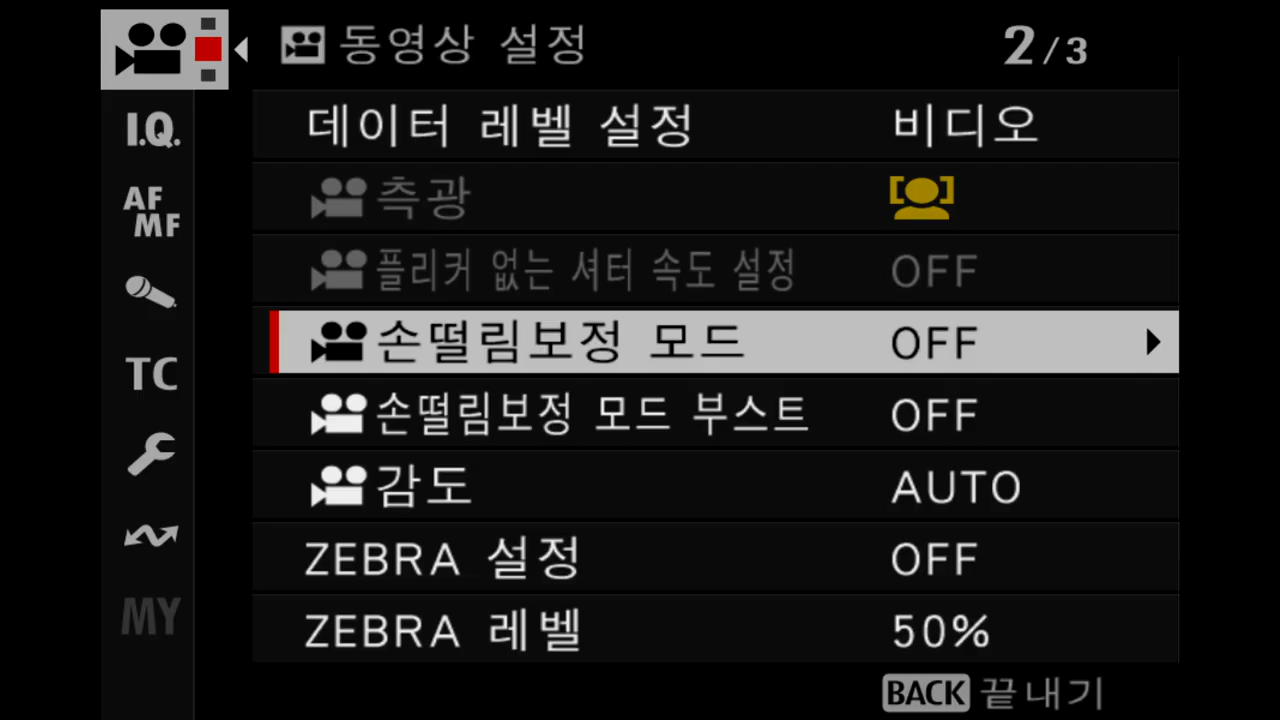 동영상 설정 2/3
I.Q.
AF
MF
TC
MY
데이터 레벨 설정 비디오
측광
플리커 없는 셔터 속도 설정 OFF
손떨림보정 모드 OFF
손떨림보정 모드 부스트 OFF
감도 AUTO
ZEBRA 설정 OFF
ZEBRA 레벨 50%
BACK 끝내기